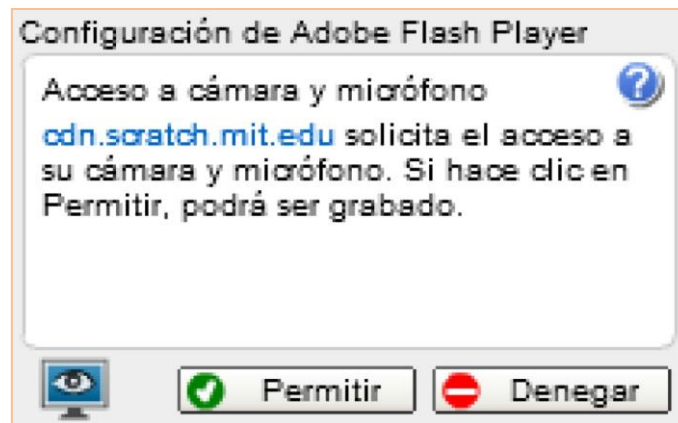 Configuración de Adobe Flash Player
Acceso a cámara y micrófono
cdn.scratch.mit.edu solicita el acceso a
su cámara y micrófono. Si hace clic en
Permitir, podrá ser grabado.
Permitir Denegar